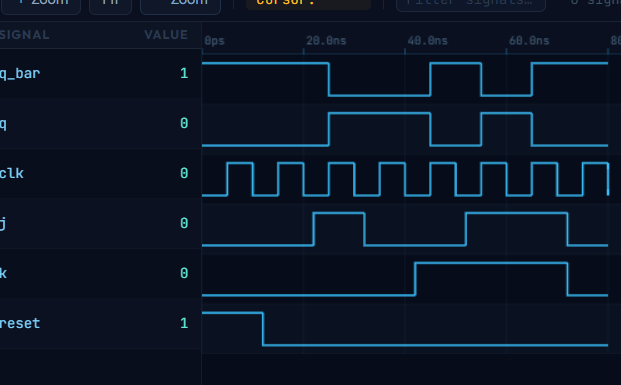 + Zoom Fit - Zoom Cursor: Filter signals…
SIGNAL VALUE 0ps 20.0ns 40.0ns 60.0ns
q_bar 1
q 0
clk 0
j 0
k 0
reset 1